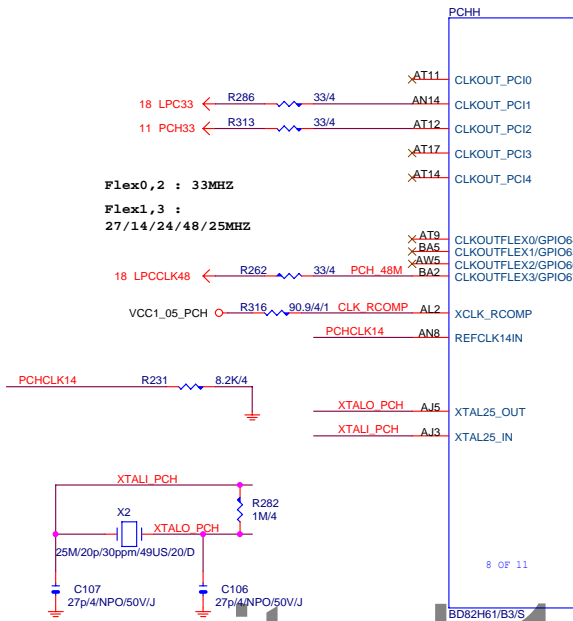 PCHH
AT11 CLKOUT_PCI0
18 LPC33 R286 33/4 AN14 CLKOUT_PCI1
11 PCH33 R313 33/4 AT12 CLKOUT_PCI2
AT17 CLKOUT_PCI3
AT14 CLKOUT_PCI4
Flex0,2 : 33MHZ
Flex1,3 :
27/14/24/48/25MHZ
AT9 CLKOUTFLEX0/GPIO6
BA5 CLKOUTFLEX1/GPIO6
AW5 CLKOUTFLEX2/GPIO6
18 LPCCLK48 R262 33/4 PCH_48M BA2 CLKOUTFLEX3/GPIO6
VCC1_05_PCH R316 90.9/4/1 CLK_RCOMP AL2 XCLK_RCOMP
PCHCLK14 AN8 REFCLK14IN
PCHCLK14 R231 8.2K/4
XTALO_PCH AJ5 XTAL25_OUT
XTALI_PCH AJ3 XTAL25_IN
XTALI_PCH
R282
1M/4
X2
XTALO_PCH
25M/20p/30ppm/49US/20/D
8 OF 11
C107
27p/4/NPO/50V/J
C106
27p/4/NPO/50V/J
BD82H61/B3/S